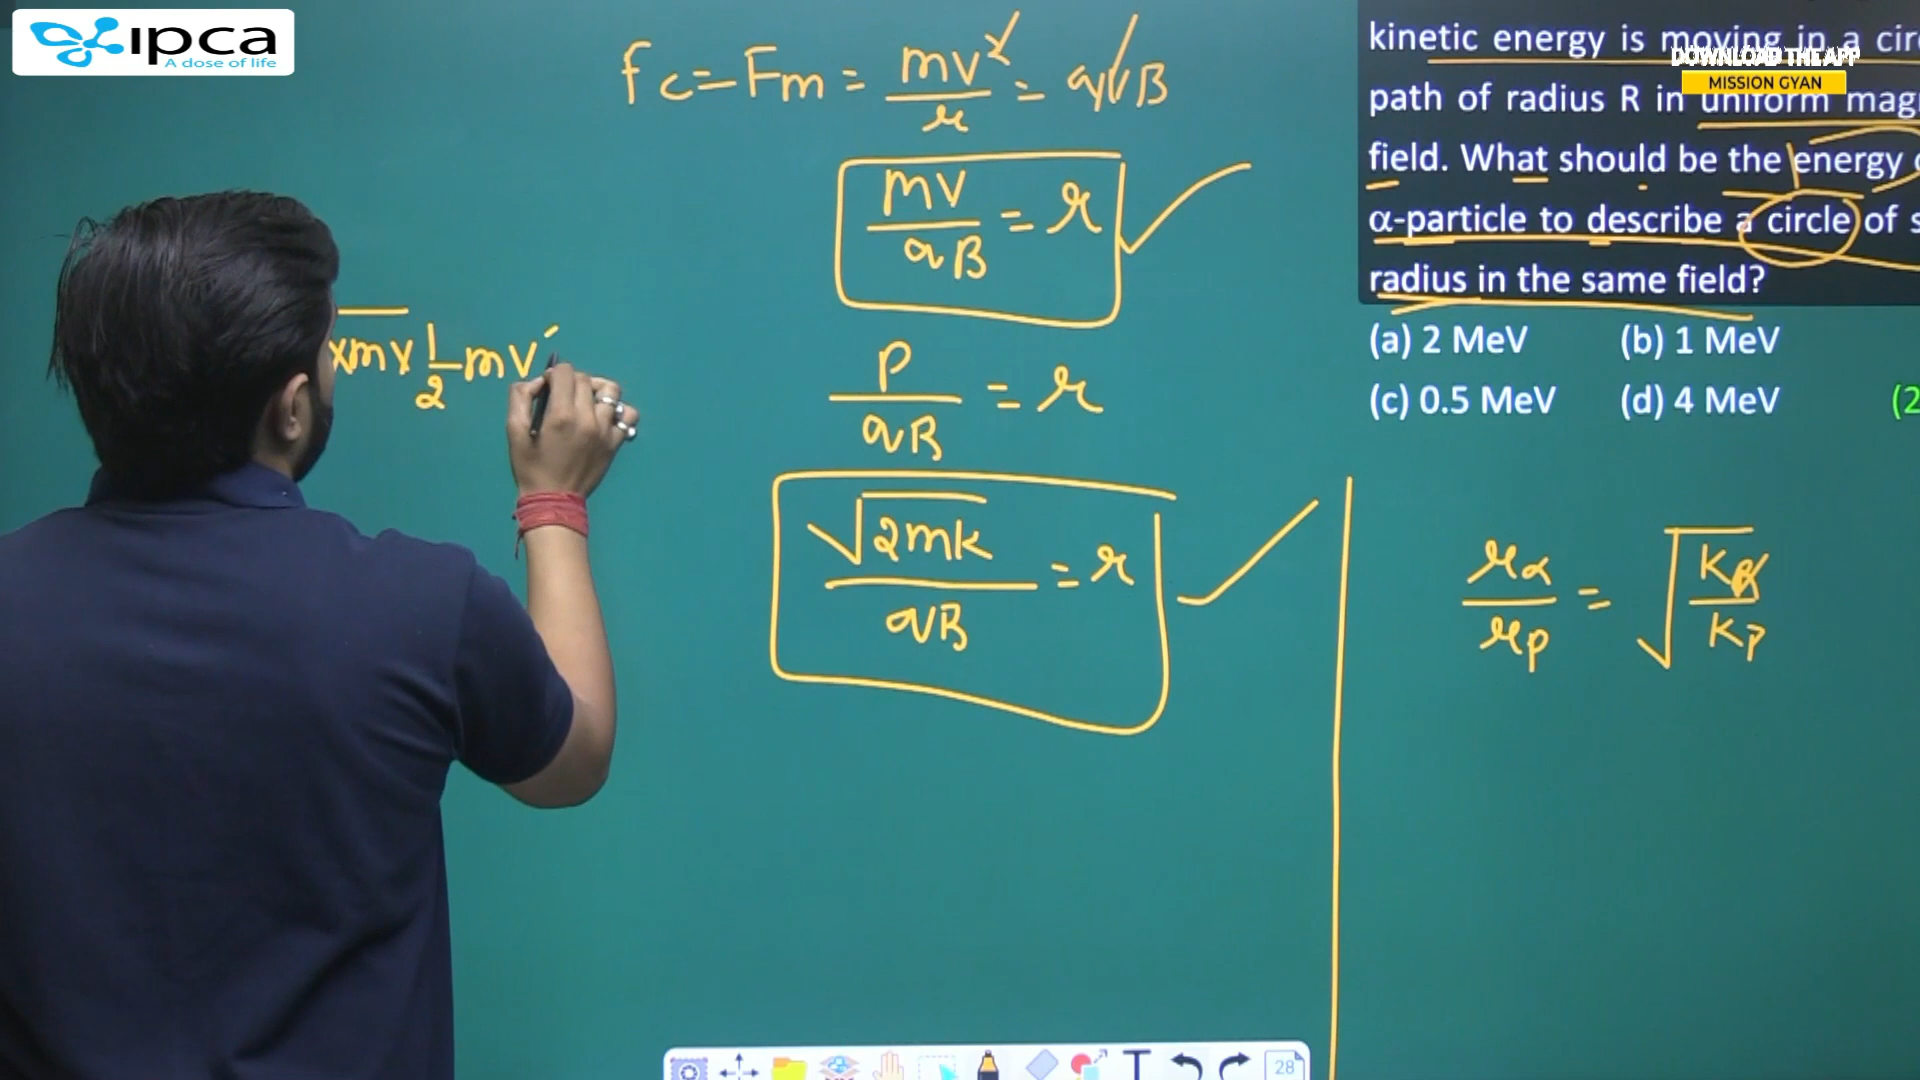 ipca
A dose of life
fc = Fm = mv²/r = qvB
mv/qB = r
P/qB = r
√2mk/qB = r
xmx 1/2 mv
kinetic energy is moving in a
path of radius R in uniform
field. What should be the energy
α-particle to describe a circle of
radius in the same field?
(a) 2 MeV (b) 1 MeV
(c) 0.5 MeV (d) 4 MeV
DOWNLOAD THE APP
MISSION GYAN
rα/rp = √kα/kp
T
28